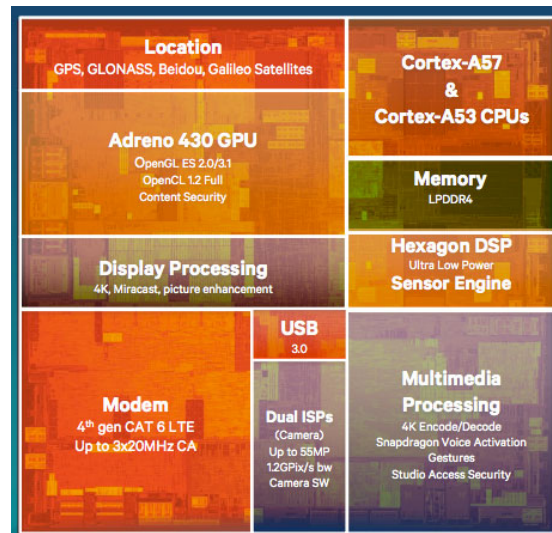 Location
GPS, GLONASS, Beidou, Galileo Satellites
Adreno 430 GPU
OpenGL ES 2.0/3.1
OpenCL 1.2 Full
Content Security
Display Processing
4K, Miracast, picture enhancement
Cortex-A57
&
Cortex-A53 CPUs
Memory
LPDDR4
Hexagon DSP
Ultra Low Power
Sensor Engine
Modem
4th gen CAT 6 LTE
Up to 3x20MHz CA
USB
3.0
Dual ISPs
(Camera)
Up to 55MP
1.2GPix/s bw
Camera SW
Multimedia
Processing
4K Encode/Decode
Snapdragon Voice Activation
Gestures
Studio Access Security